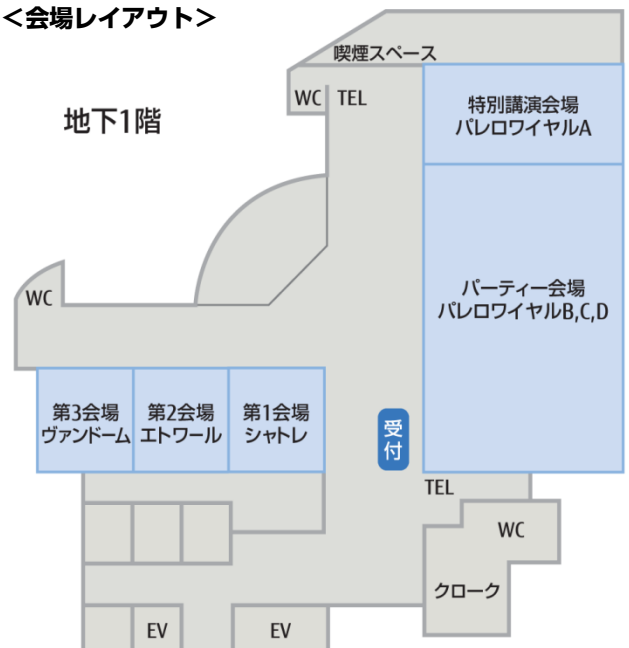 ＜会場レイアウト＞
喫煙スペース
WC TEL
特別講演会場
パレロワイヤルA
地下1階
パーティー会場
パレロワイヤルB,C,D
WC
第3会場
ヴァンドーム
第2会場
エトワール
第1会場
シャトレ
受付
TEL
WC
クローク
EV
EV